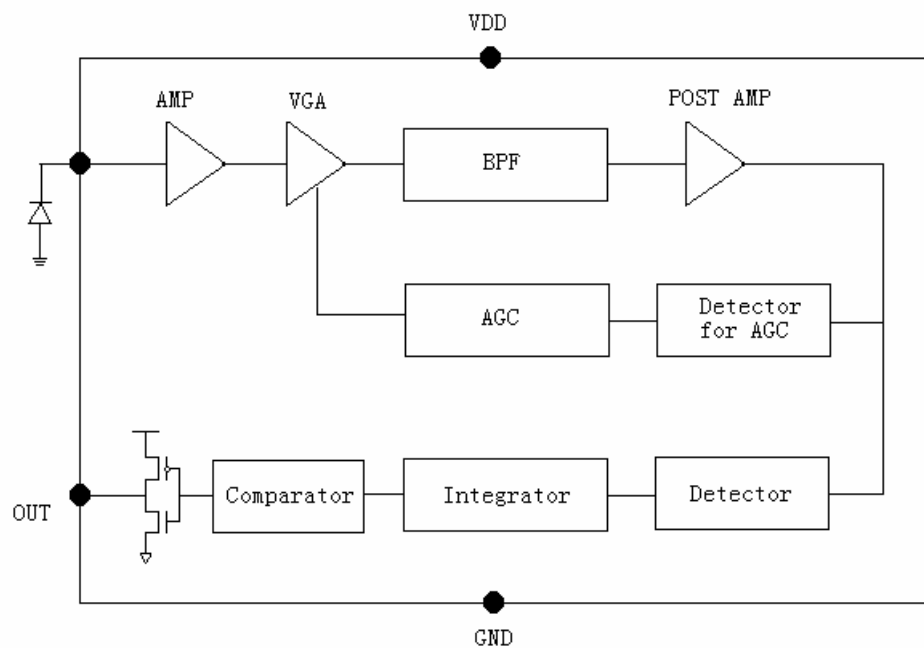 VDD
AMP
VGA
POST AMP
BPF
AGC
Detector
for AGC
OUT
Comparator
Integrator
Detector
GND